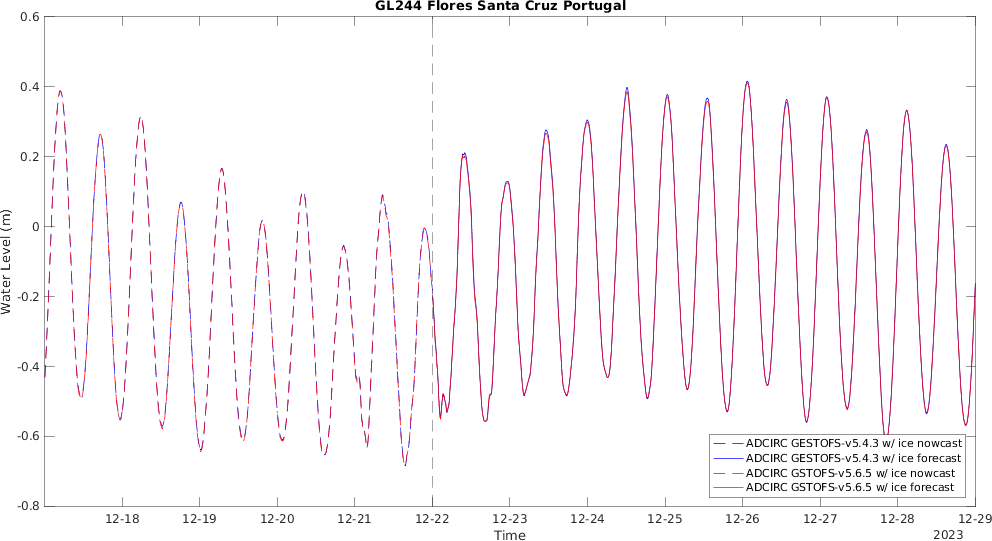 GL244 Flores Santa Cruz Portugal
Water Level (m)
0.6
0.4
0.2
0
-0.2
-0.4
-0.6
-0.8
12-18 12-19 12-20 12-21 12-22 12-23 12-24 12-25 12-26 12-27 12-28 12-29
Time
2023
ADCIRC GESTOFS-v5.4.3 w/ ice nowcast
ADCIRC GESTOFS-v5.4.3 w/ ice forecast
ADCIRC GSTOFS-v5.6.5 w/ ice nowcast
ADCIRC GSTOFS-v5.6.5 w/ ice forecast